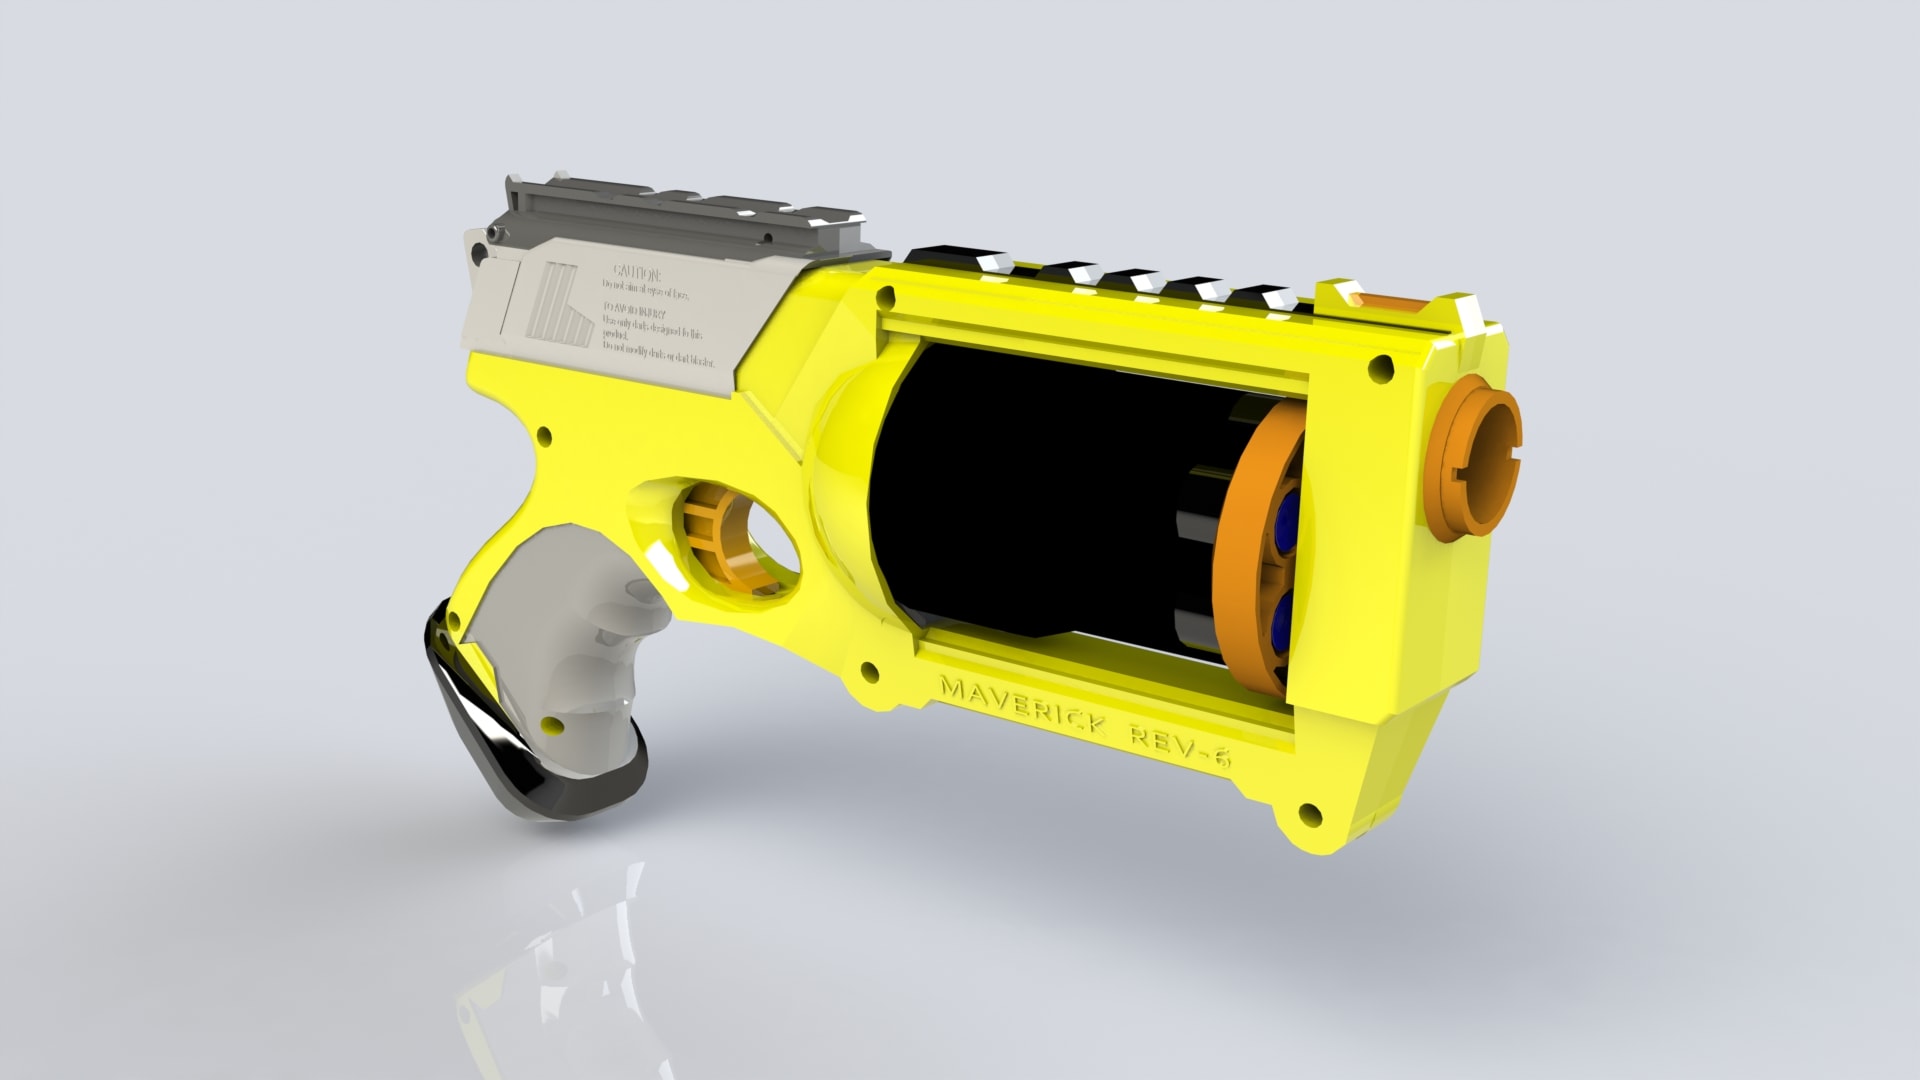 CAUTION:
Do not aim at eyes or face.
TO AVOID INJURY
Use only darts designed fo this
product.
Do not modify darts or dart blaster.
MAVERICK REV-6